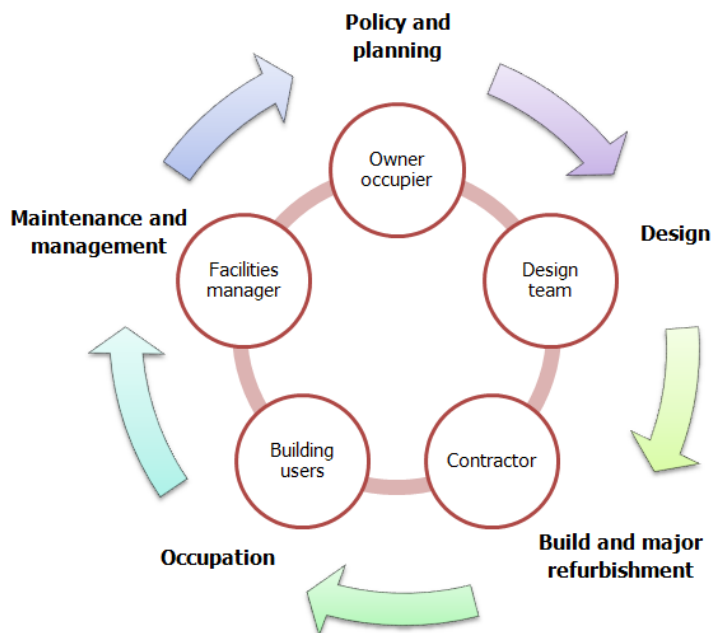 Policy and
planning
Owner
occupier
Design
Design
team
Build and major
refurbishment
Contractor
Occupation
Building
users
Maintenance and
management
Facilities
manager